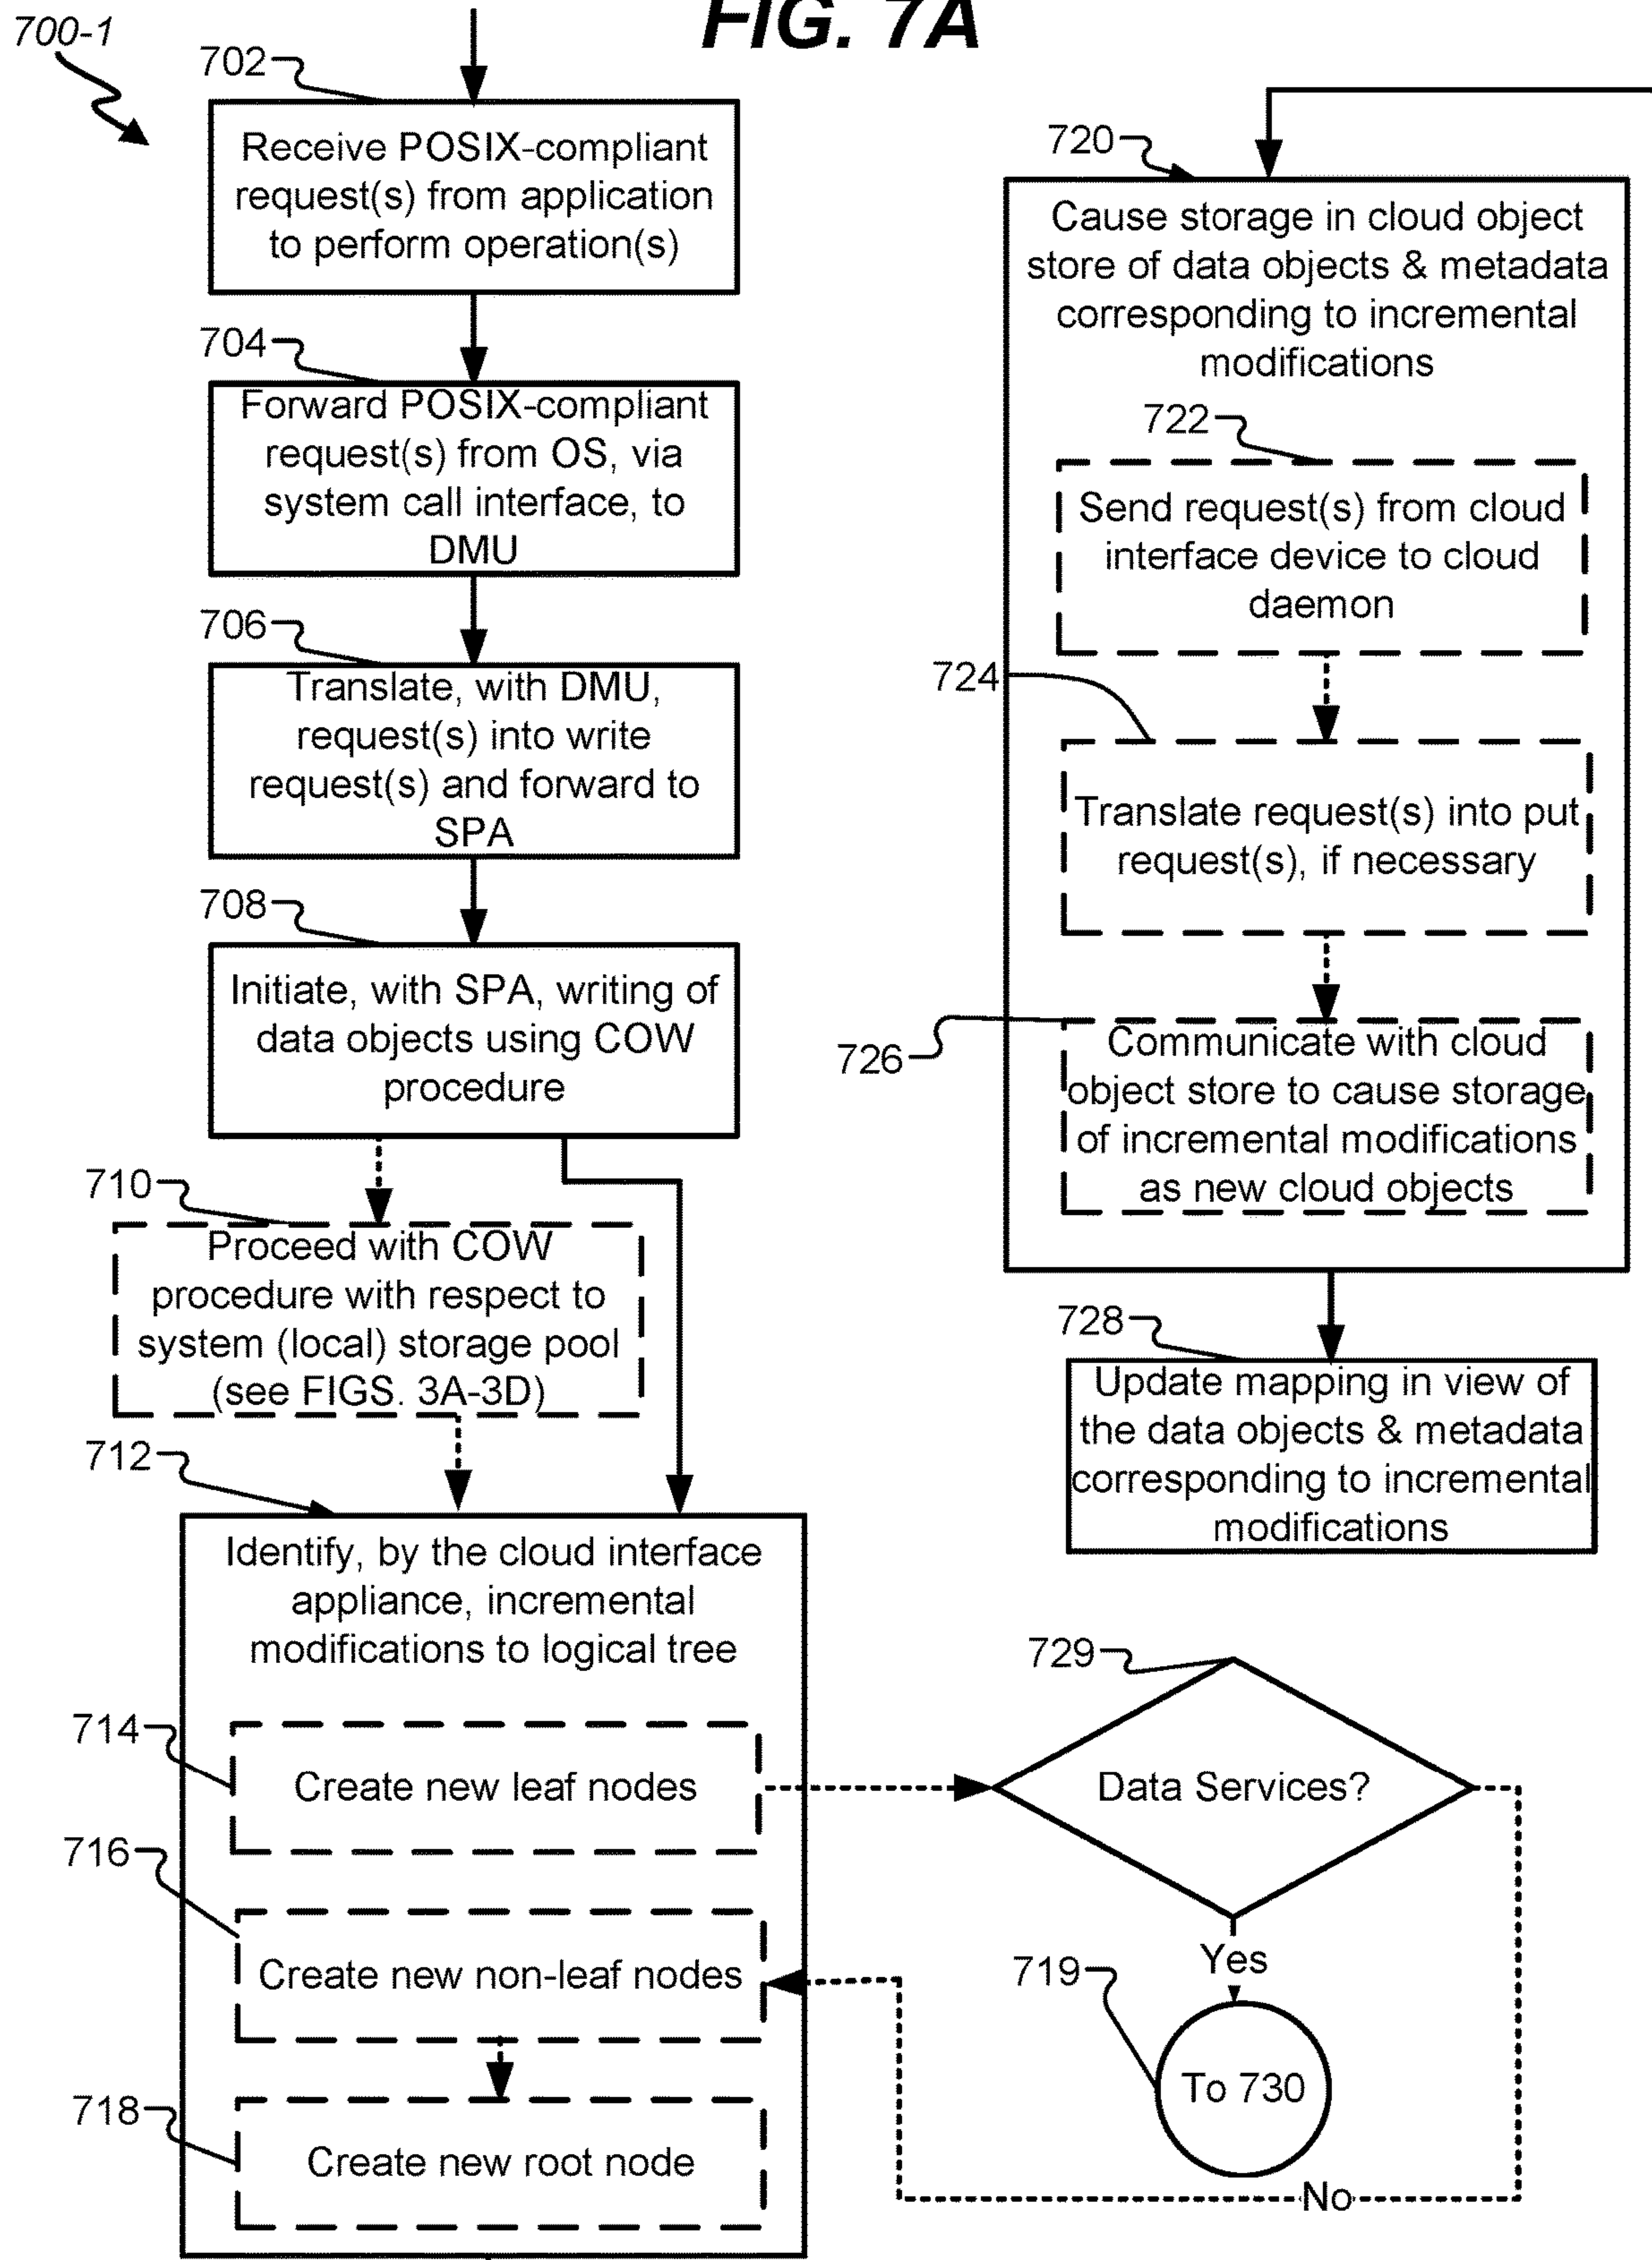 FIG. 7A
700-1
702
Receive POSIX-compliant
request(s) from application
to perform operation(s)
704
Forward POSIX-compliant
request(s) from OS, via
system call interface, to
DMU
706
Translate, with DMU,
request(s) into write
request(s) and forward to
SPA
708
Initiate, with SPA, writing of
data objects using COW
procedure
710
Proceed with COW
procedure with respect to
system (local) storage pool
(see FIGS. 3A-3D)
712
Identify, by the cloud interface
appliance, incremental
modifications to logical tree
714
Create new leaf nodes
716
Create new non-leaf nodes
718
Create new root node
720
Cause storage in cloud object
store of data objects & metadata
corresponding to incremental
modifications
722
Send request(s) from cloud
interface device to cloud
daemon
724
Translate request(s) into put
request(s), if necessary
726
Communicate with cloud
object store to cause storage
of incremental modifications
as new cloud objects
728
Update mapping in view of
the data objects & metadata
corresponding to incremental
modifications
729
Data Services?
Yes
719
To 730
No